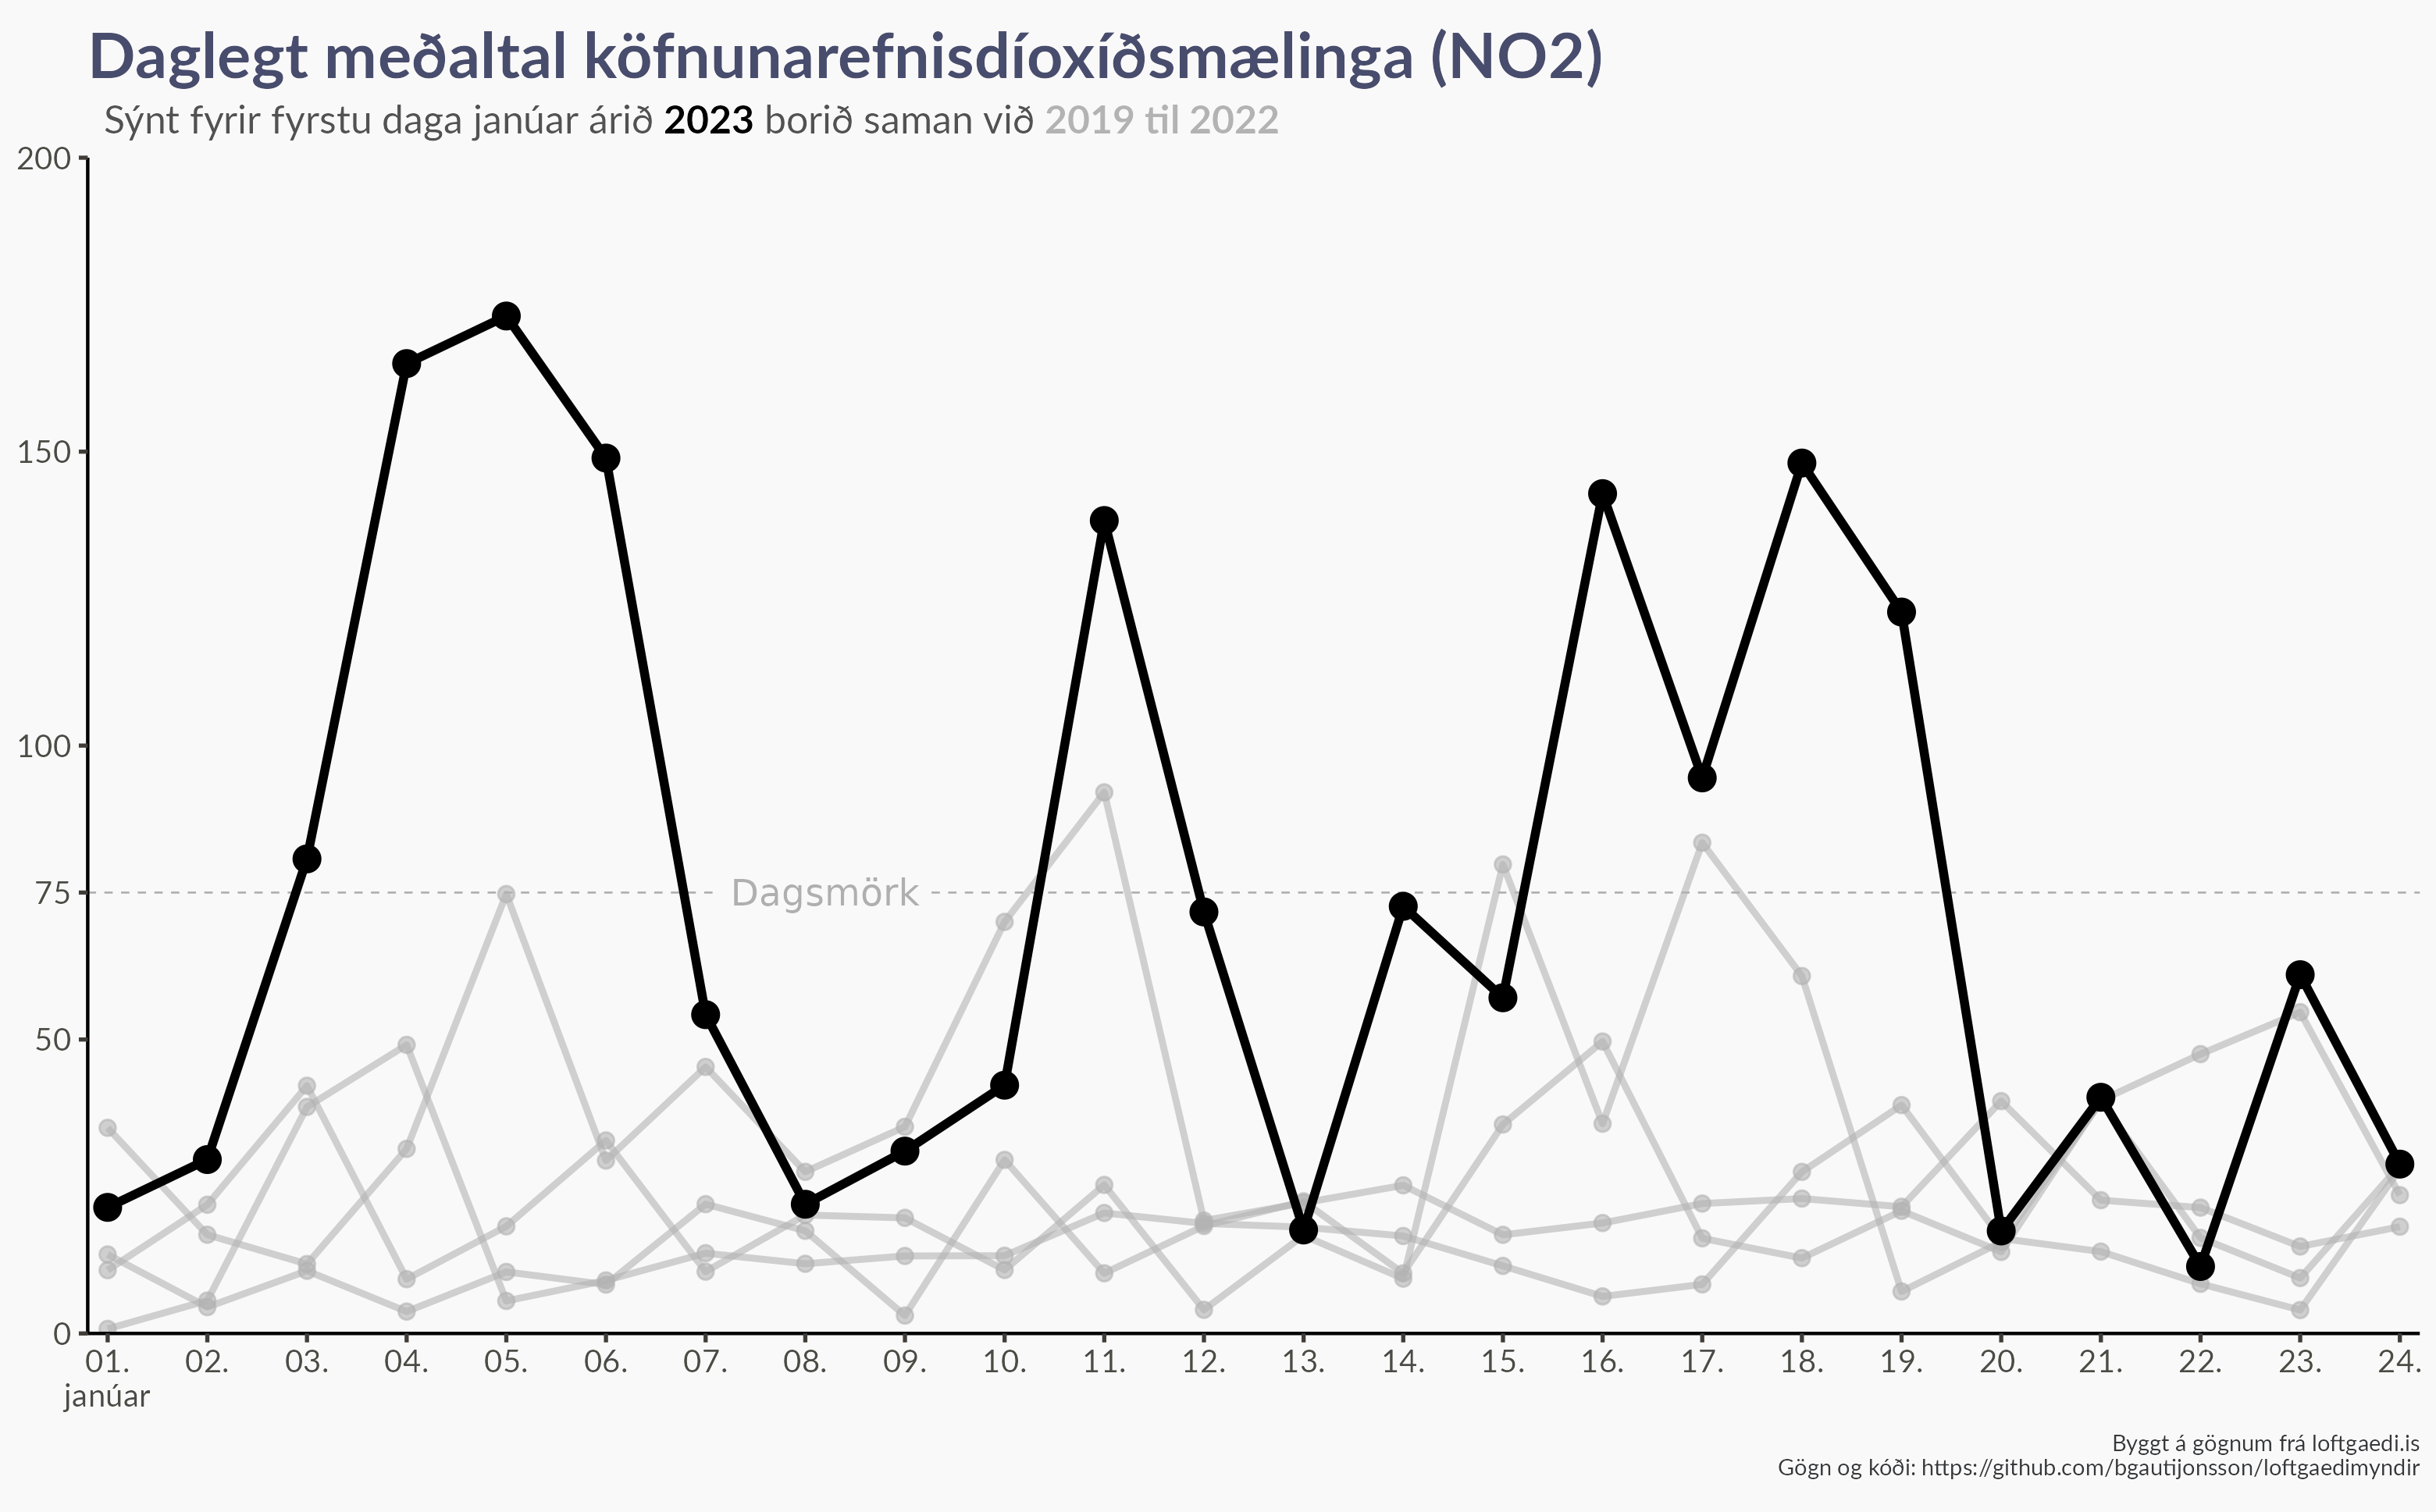 Daglegt meðaltal köfnunarefnisdíoxíðsmælinga (NO2)
Sýnt fyrir fyrstu daga janúar árið 2023 borið saman við 2019 til 2022
200
150
100
75
Dagsmörk
50
0
01. 02. 03. 04. 05. 06. 07. 08. 09. 10. 11. 12. 13. 14. 15. 16. 17. 18. 19. 20. 21. 22. 23. 24.
janúar
Byggt á gögnum frá loftgaedi.is
Gögn og kóði: https://github.com/bgautijonsson/loftgaedimyndir